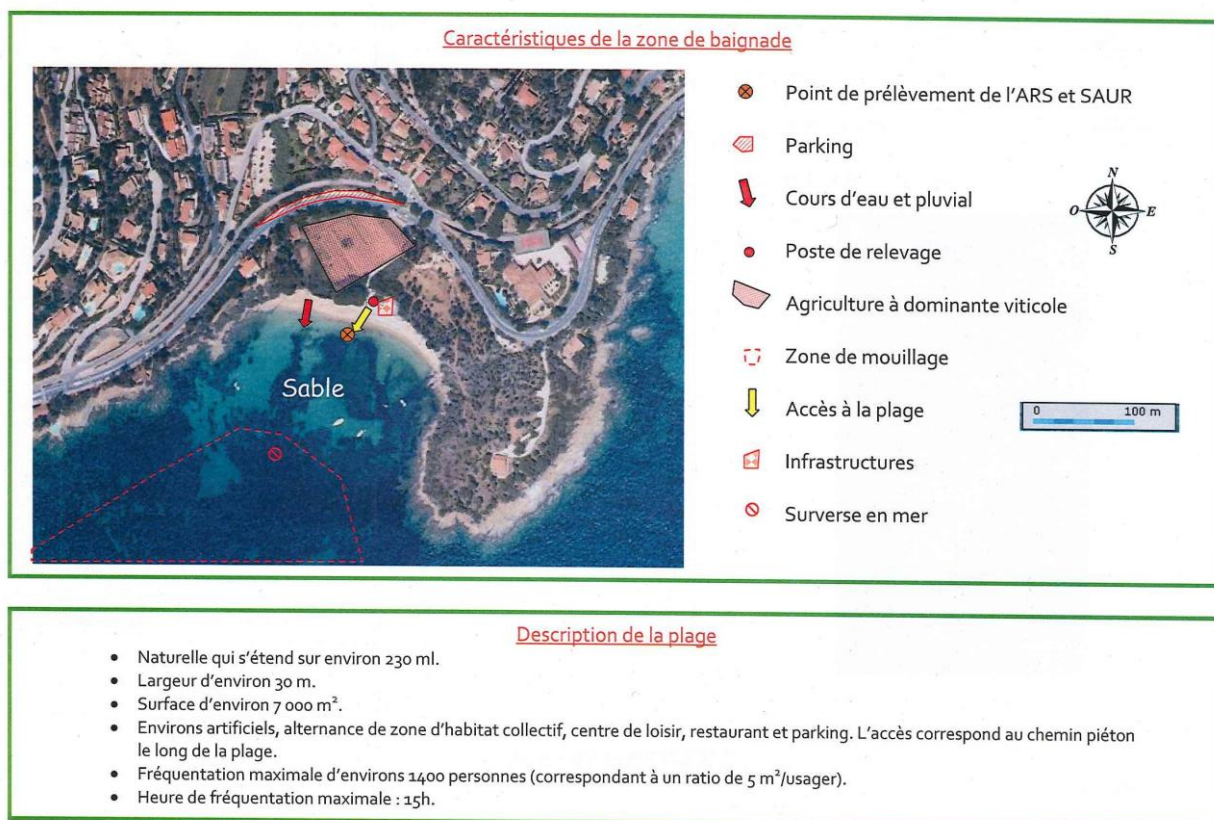 Caractéristiques de la zone de baignade
Point de prélèvement de l'ARS et SAUR
Parking
Cours d'eau et pluvial
Poste de relevage
Agriculture à dominante viticole
Zone de mouillage
Accès à la plage
Infrastructures
Surverse en mer
N
O
E
S
0 100 m
Sable
Description de la plage
• Naturelle qui s'étend sur environ 230 ml.
• Largeur d'environ 30 m.
• Surface d'environ 7 000 m².
• Environs artificiels, alternance de zone d'habitat collectif, centre de loisir, restaurant et parking. L'accès correspond au chemin piéton
le long de la plage.
• Fréquentation maximale d'environs 1400 personnes (correspondant à un ratio de 5 m²/usager).
• Heure de fréquentation maximale : 15h.